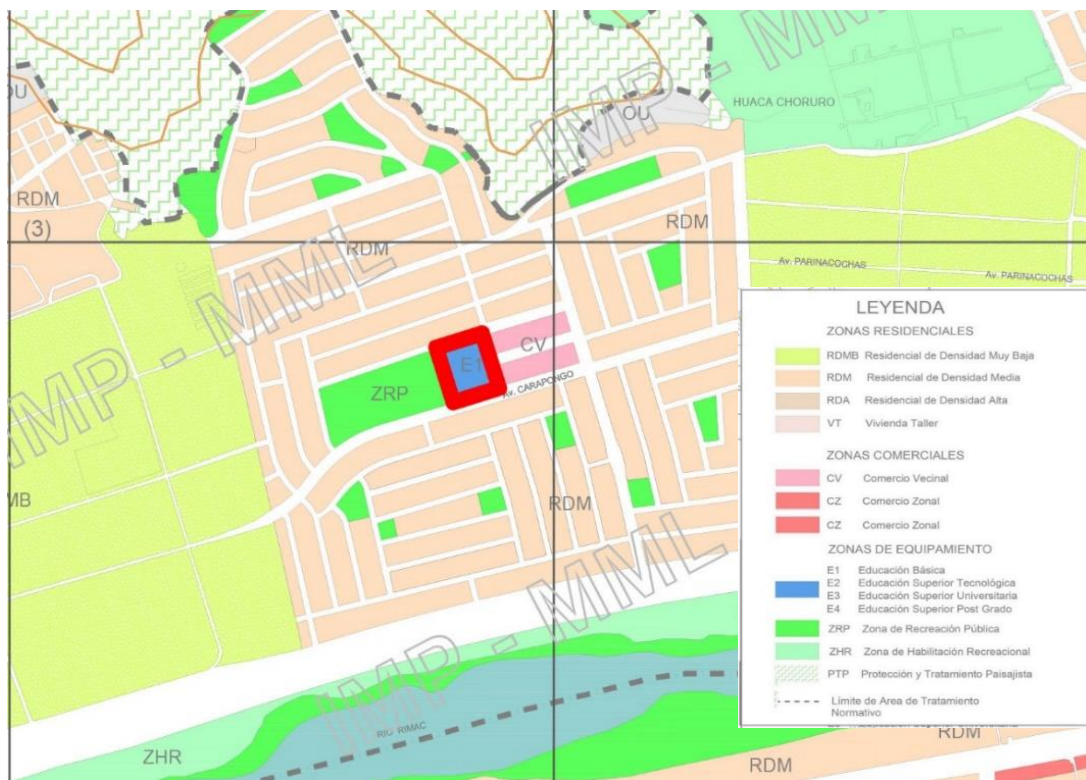 IMP - MML
HUACA CHORURO
OU
OU
RDM
(3)
RDM
RDM
Av. PARINACOCHAS
Av. PARINACOCHAS
IMP - MML
E1
CV
ZRP
Av. CARAPONGO
MB
RDM
IMP - MML
RIO RIMAC
ZHR
RDM
RDM
LEYENDA
ZONAS RESIDENCIALES
RDMB Residencial de Densidad Muy Baja
RDM Residencial de Densidad Media
RDA Residencial de Densidad Alta
VT Vivienda Taller
ZONAS COMERCIALES
CV Comercio Vecinal
CZ Comercio Zonal
CZ Comercio Zonal
ZONAS DE EQUIPAMIENTO
E1 Educación Básica
E2 Educación Superior Tecnológica
E3 Educación Superior Universitaria
E4 Educación Superior Post Grado
ZRP Zona de Recreación Pública
ZHR Zona de Habilitación Recreacional
PTP Protección y Tratamiento Paisajista
Límite de Area de Tratamiento
Normativo